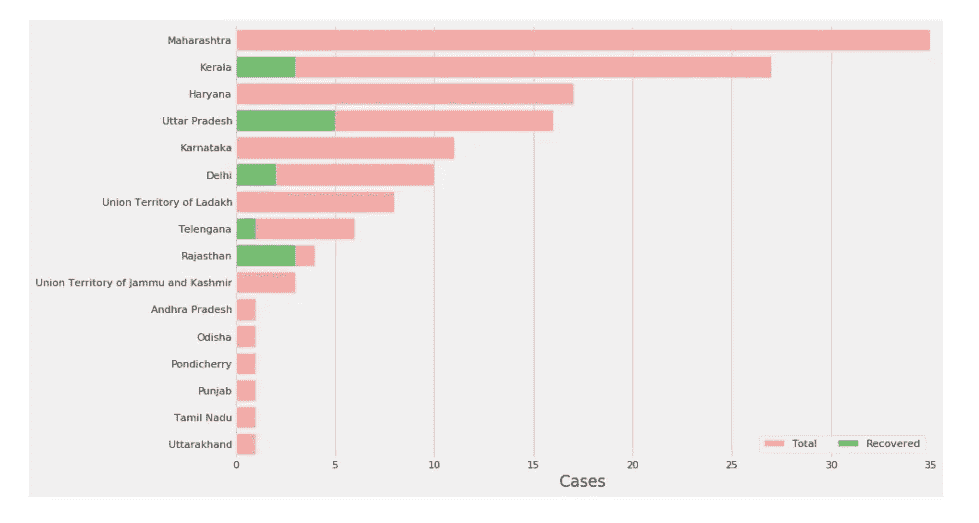 Maharashtra
Kerala
Haryana
Uttar Pradesh
Karnataka
Delhi
Union Territory of Ladakh
Telengana
Rajasthan
Union Territory of Jammu and Kashmir
Andhra Pradesh
Odisha
Pondicherry
Punjab
Tamil Nadu
Uttarakhand
Total Recovered
0 5 10 15 20 25 30 35
Cases